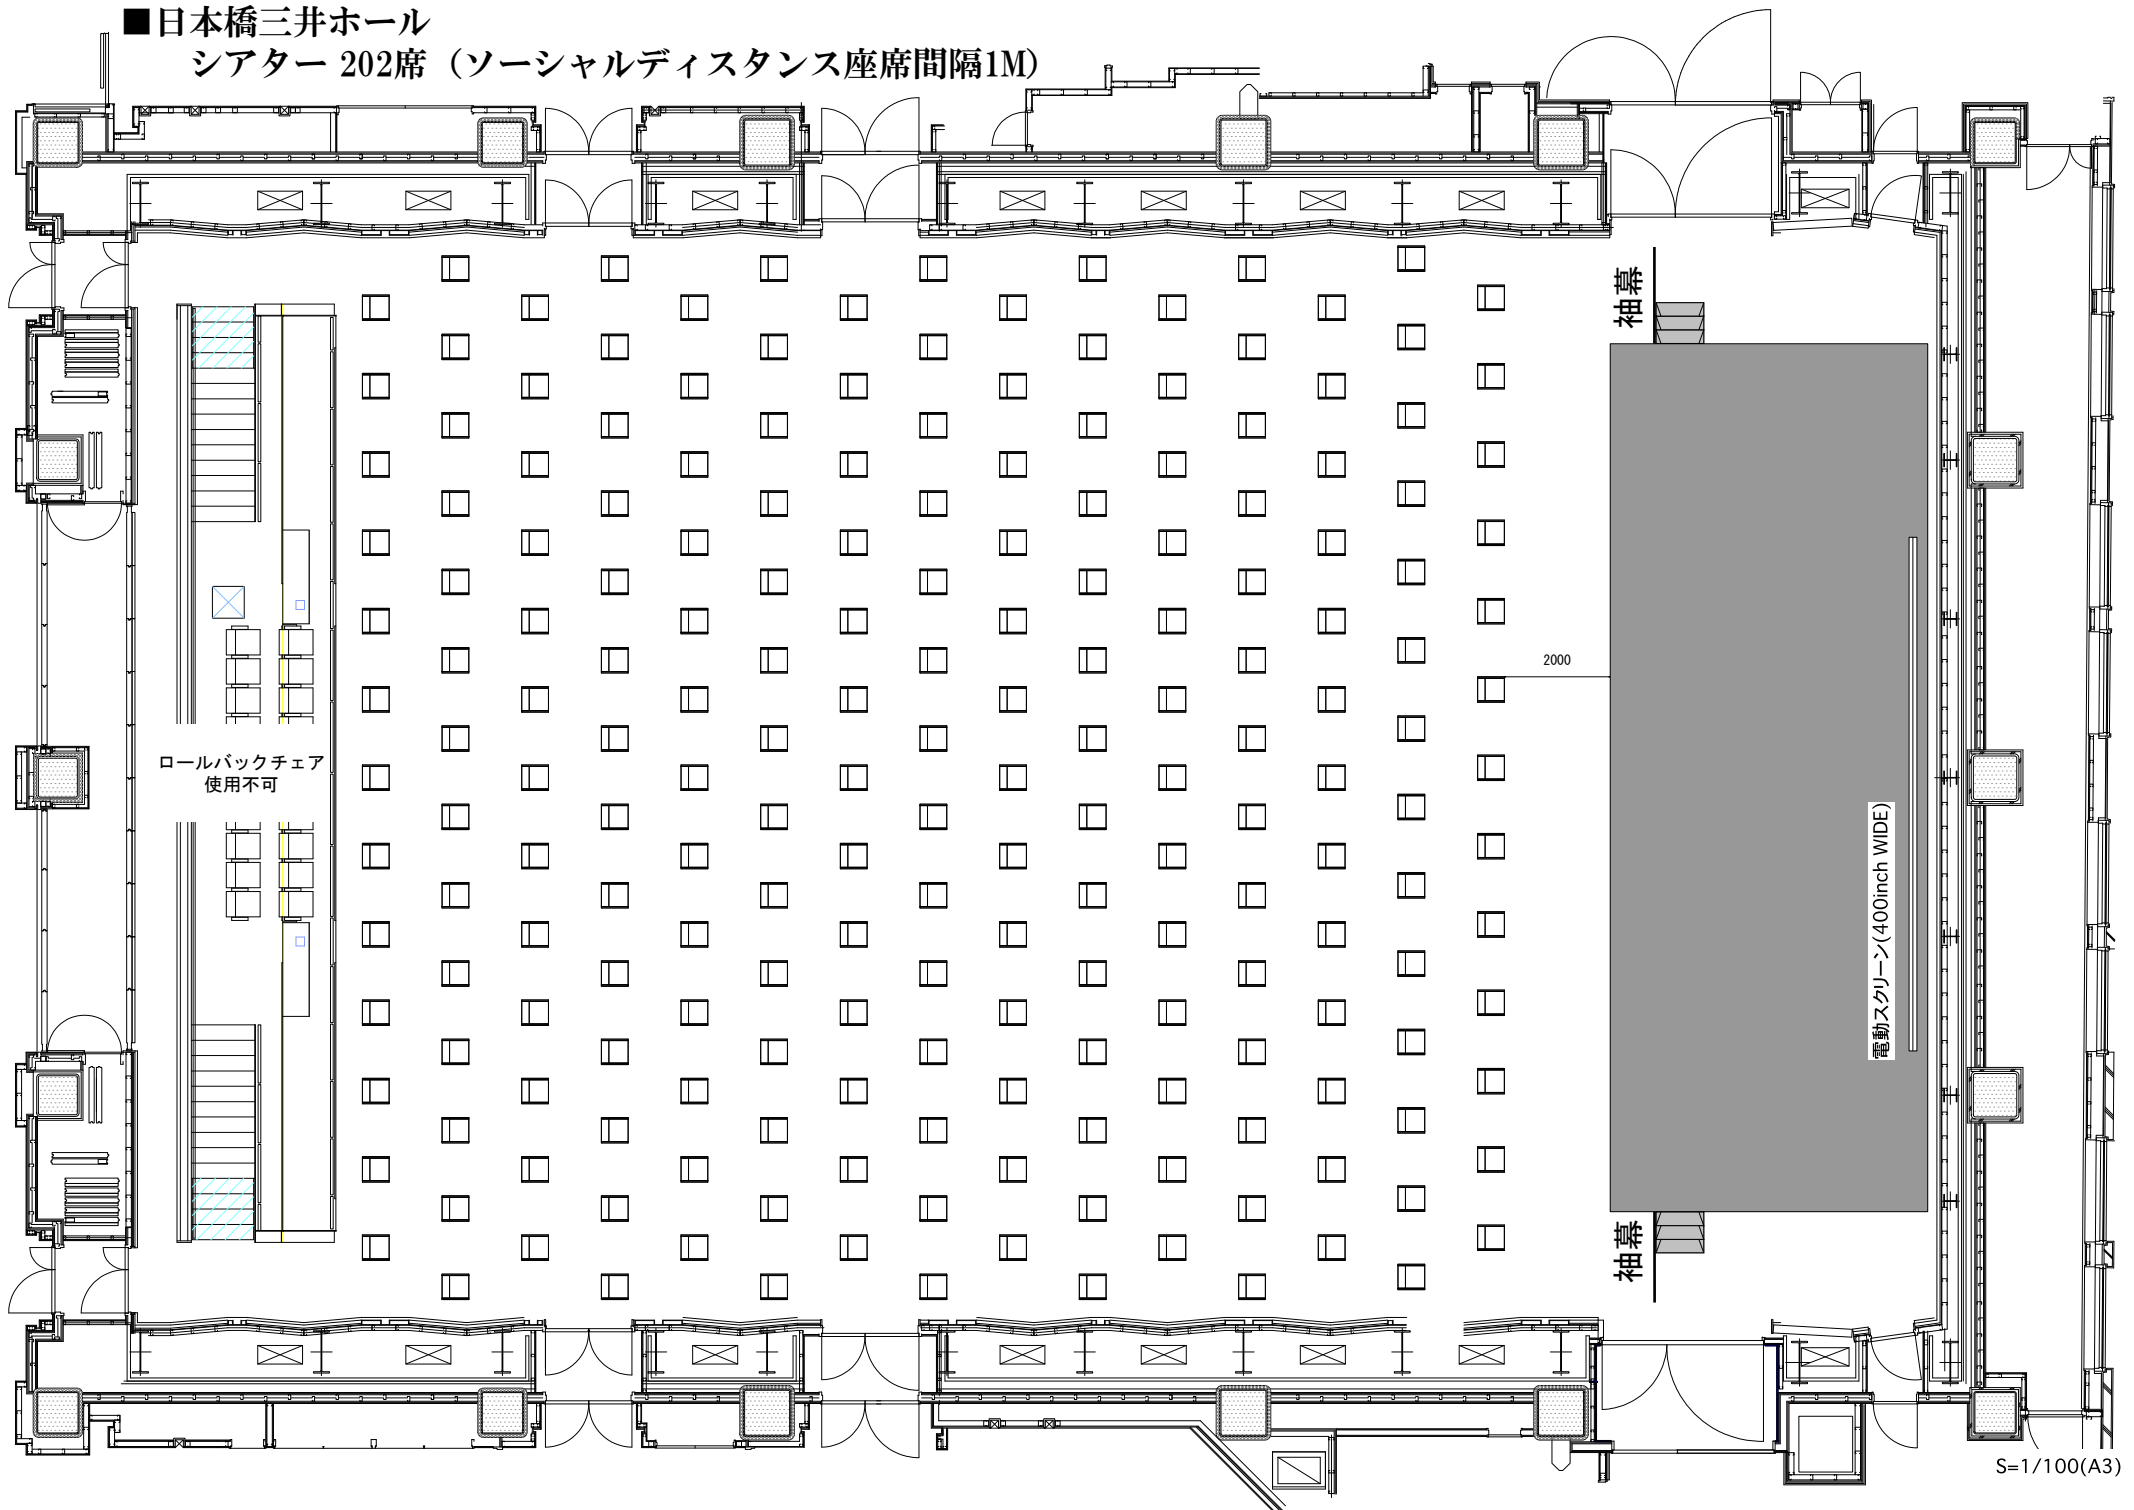 ■日本橋三井ホール
シアター 202席（ソーシャルディスタンス座席間隔1M）
袖幕
2000
ロールバックチェア
使用不可
電動スクリーン(400inch WIDE)
袖幕
S=1/100(A3)